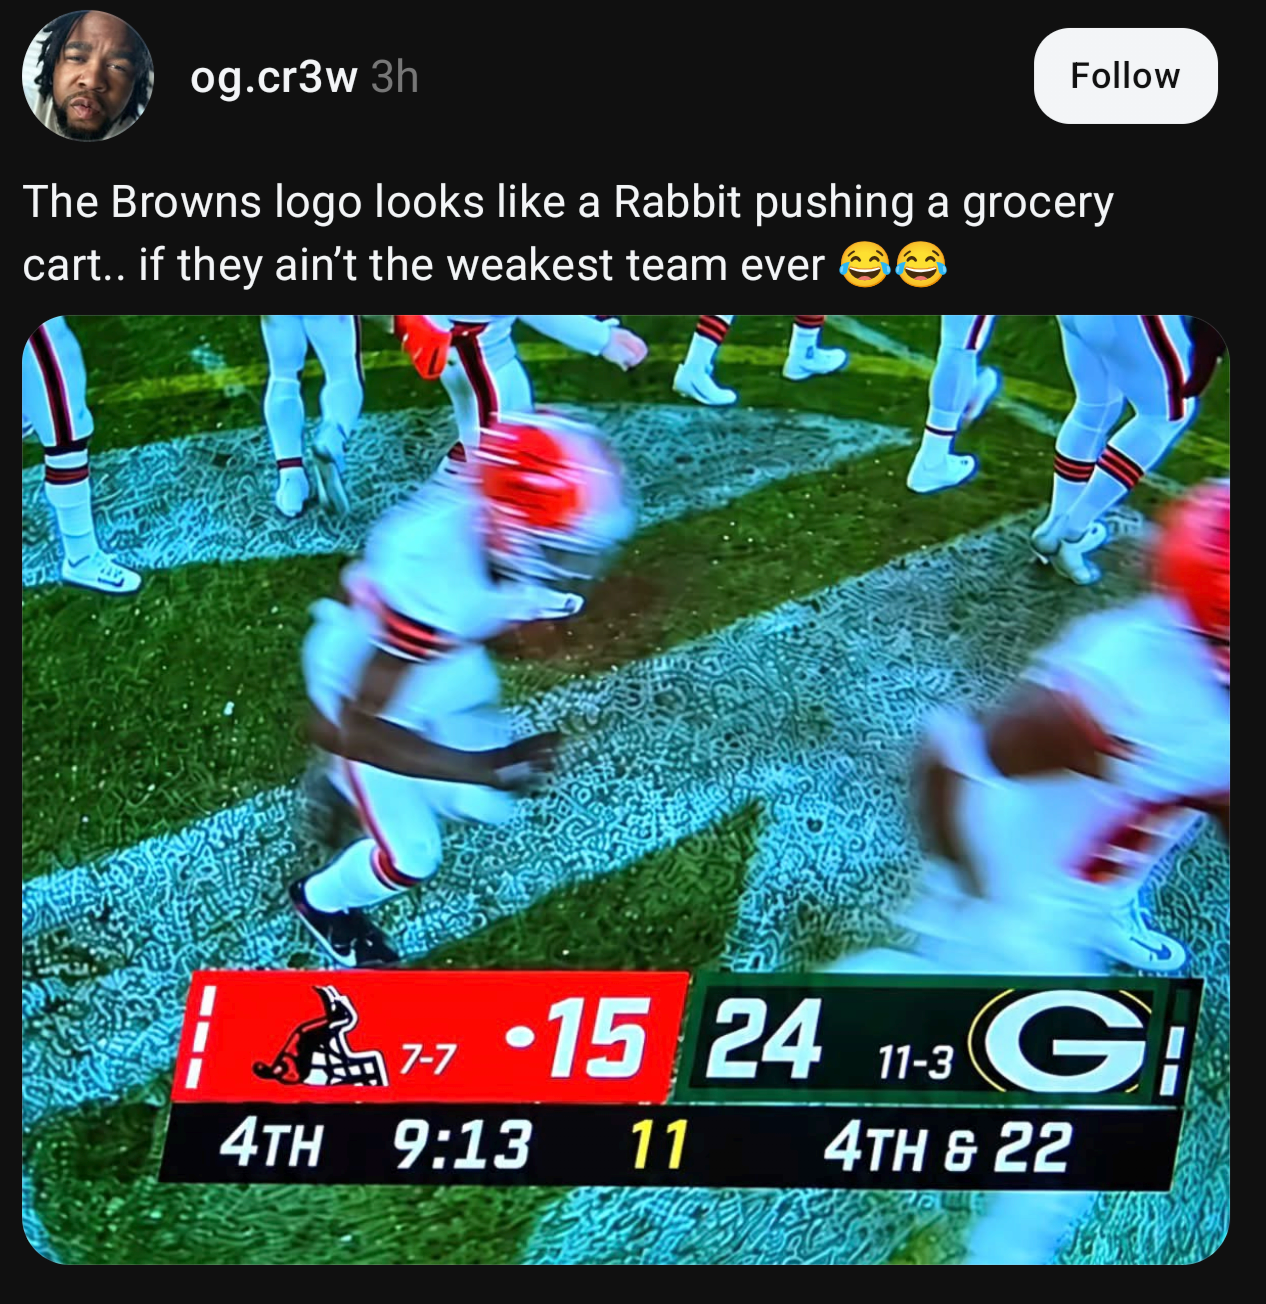 og.cr3w 3h
Follow
The Browns logo looks like a Rabbit pushing a grocery
cart.. if they ain’t the weakest team ever 😂😂
7-7 •15 24 11-3 G
4TH 9:13 11 4TH & 22